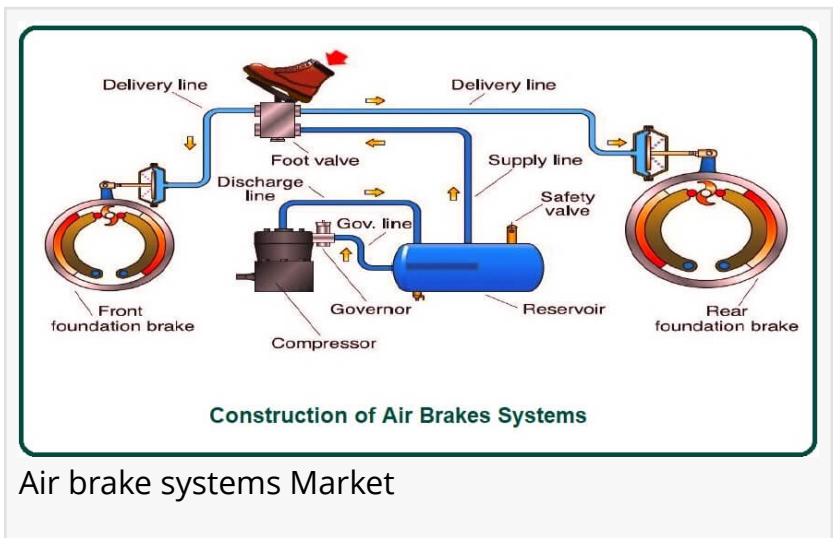 Delivery line
Delivery line
Foot valve
Supply line
Discharge
line
Safety
valve
Gov. line
Front
foundation brake
Governor
Reservoir
Rear
foundation brake
Compressor
Construction of Air Brakes Systems
Air brake systems Market